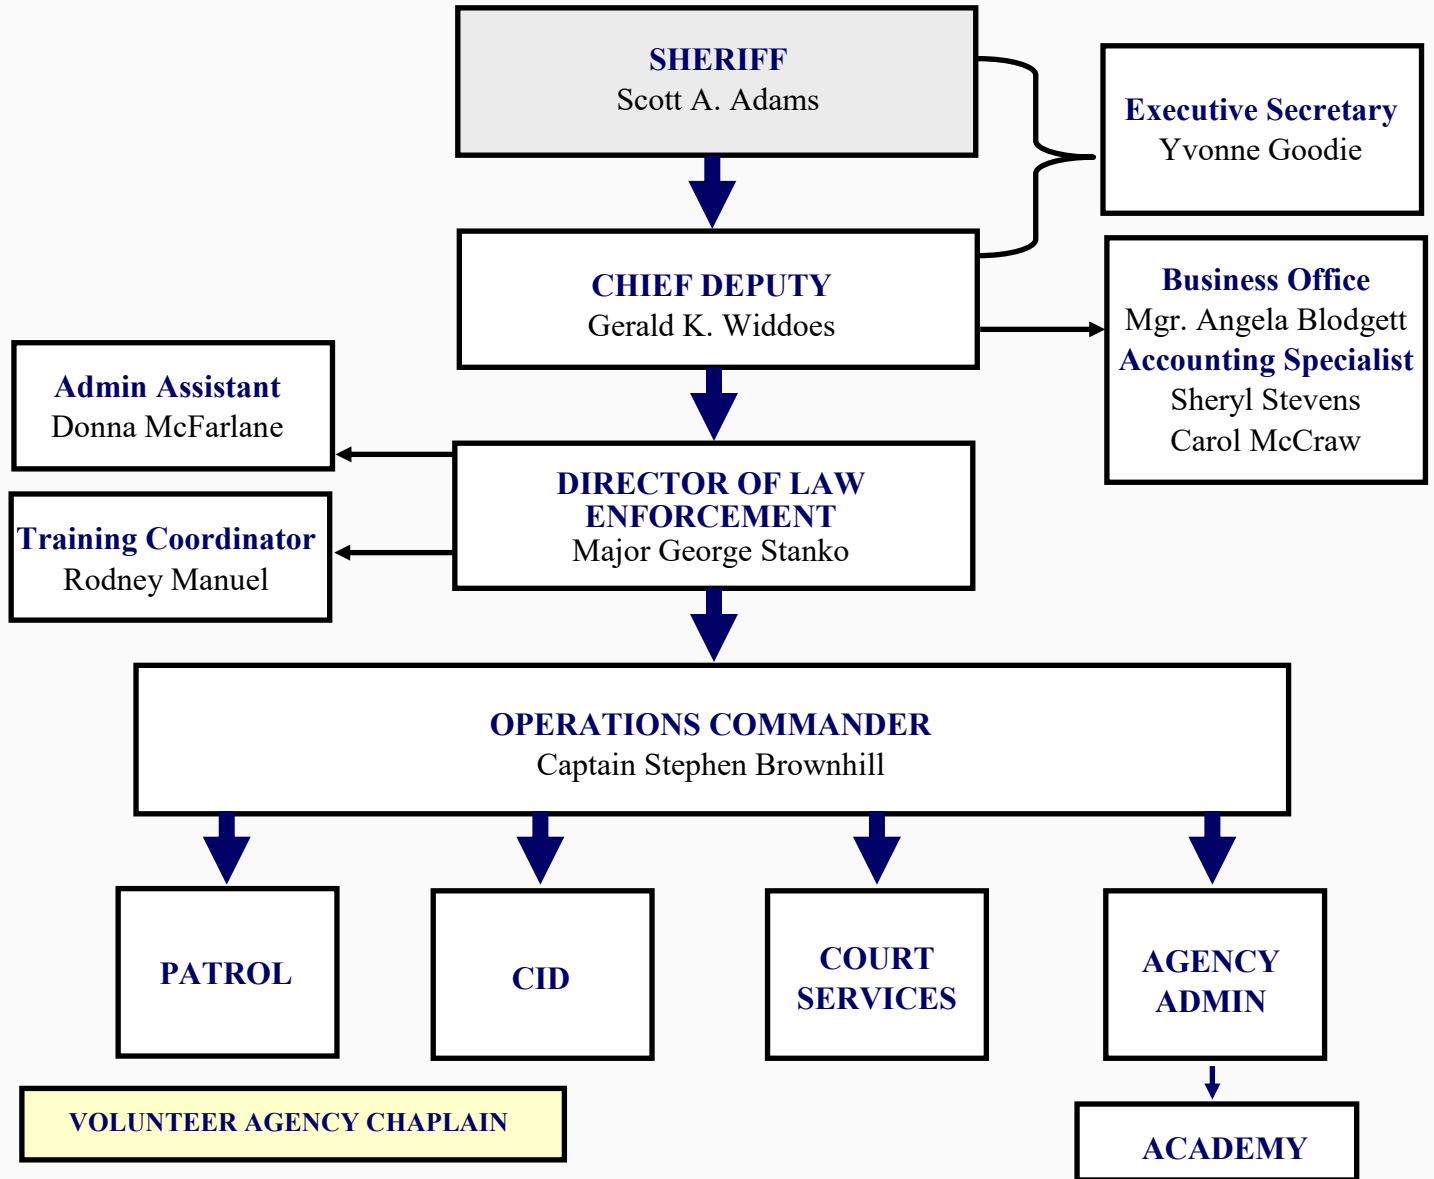 SHERIFF
Scott A. Adams
Executive Secretary
Yvonne Goodie
CHIEF DEPUTY
Gerald K. Widdoes
Business Office
Mgr. Angela Blodgett
Accounting Specialist
Sheryl Stevens
Carol McCraw
Admin Assistant
Donna McFarlane
Training Coordinator
Rodney Manuel
DIRECTOR OF LAW
ENFORCEMENT
Major George Stanko
OPERATIONS COMMANDER
Captain Stephen Brownhill
PATROL
CID
COURT
SERVICES
AGENCY
ADMIN
VOLUNTEER AGENCY CHAPLAIN
ACADEMY